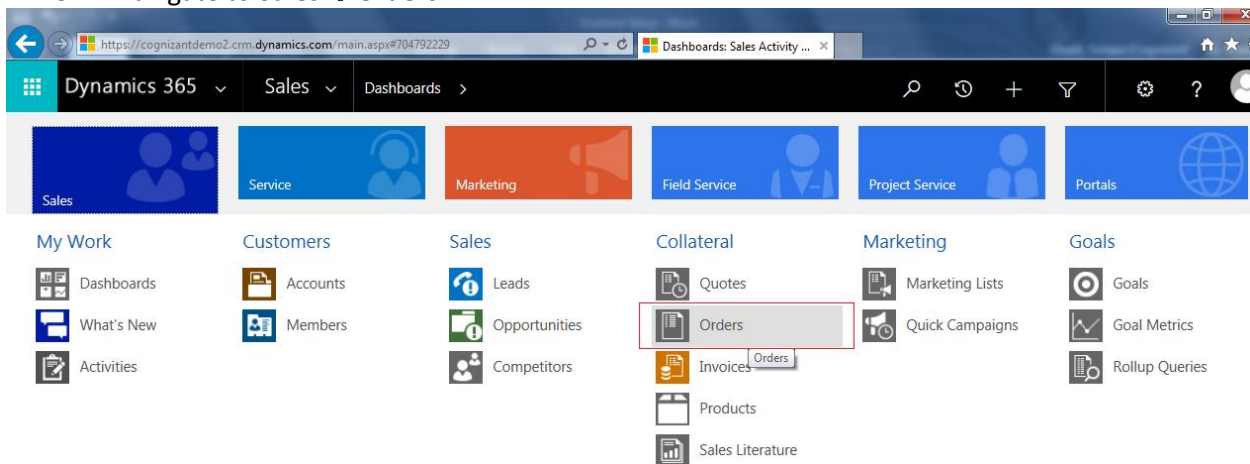 https://cognizantdemo2.crm.dynamics.com/main.aspx#704792229
Dashboards: Sales Activity ...
Dynamics 365
Sales
Dashboards >
?
Sales
Service
Marketing
Field Service
Project Service
Portals
My Work
Customers
Sales
Collateral
Marketing
Goals
Dashboards
Accounts
Leads
Quotes
Marketing Lists
Goals
What's New
Members
Opportunities
Orders
Quick Campaigns
Goal Metrics
Orders
Activities
Competitors
Invoices
Rollup Queries
Products
Sales Literature